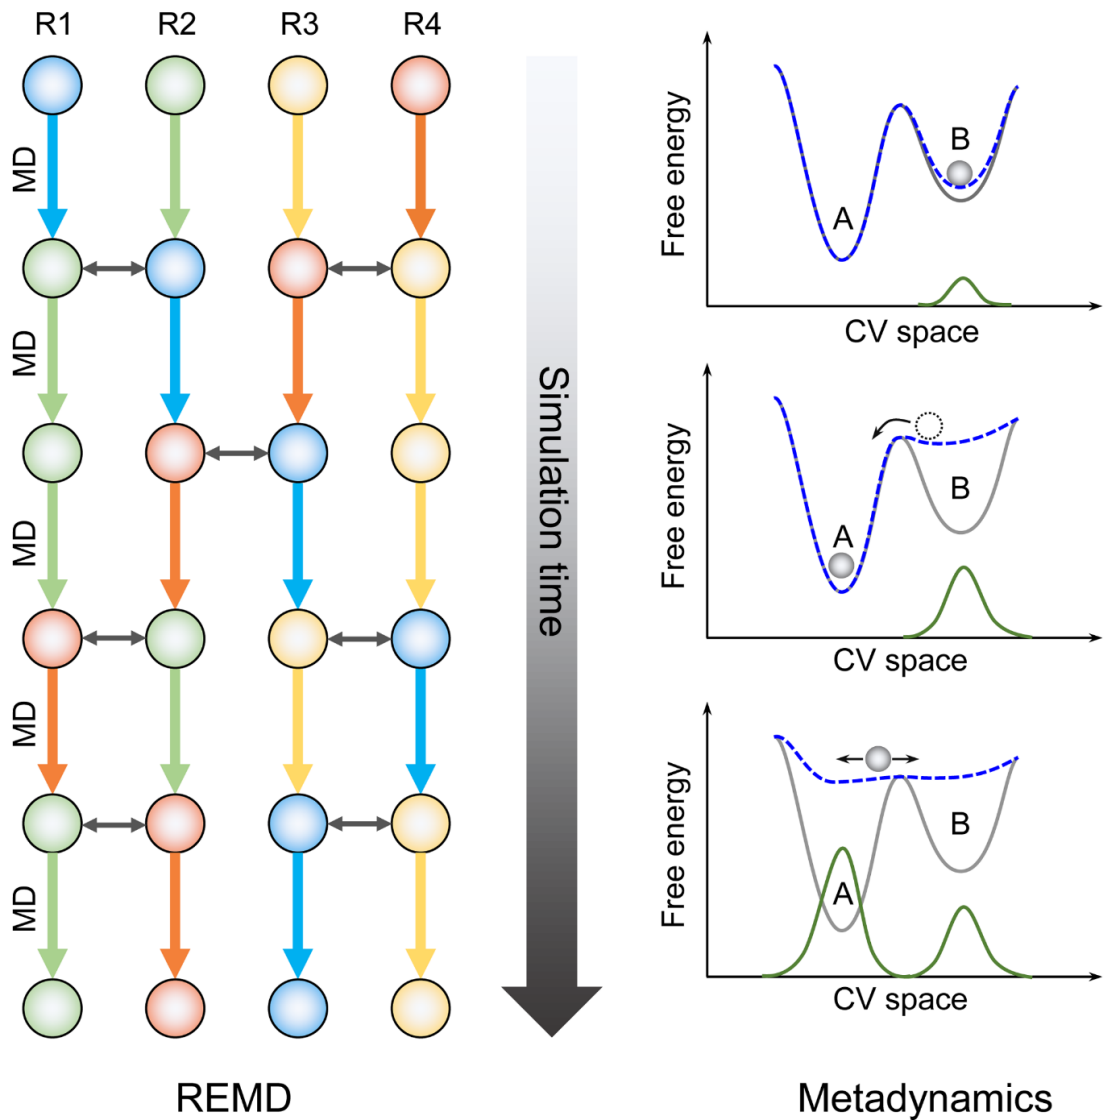 R1 R2 R3 R4
MD
MD
MD
MD
MD
REMD
Simulation time
Free energy
A
B
CV space
Free energy
A
B
CV space
Free energy
A
B
CV space
Metadynamics